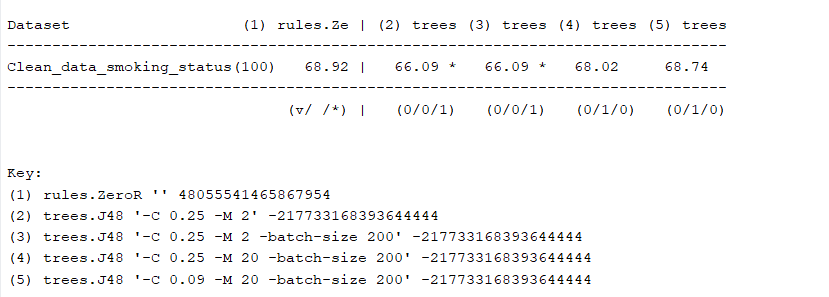 Dataset (1) rules.Ze | (2) trees (3) trees (4) trees (5) trees
--------------------------------------------------------------------------------
Clean_data_smoking_status(100) 68.92 | 66.09 * 66.09 * 68.02 68.74
--------------------------------------------------------------------------------
(v/ /*) | (0/0/1) (0/0/1) (0/1/0) (0/1/0)
Key:
(1) rules.ZeroR '' 48055541465867954
(2) trees.J48 '-C 0.25 -M 2' -217733168393644444
(3) trees.J48 '-C 0.25 -M 2 -batch-size 200' -217733168393644444
(4) trees.J48 '-C 0.25 -M 20 -batch-size 200' -217733168393644444
(5) trees.J48 '-C 0.09 -M 20 -batch-size 200' -217733168393644444